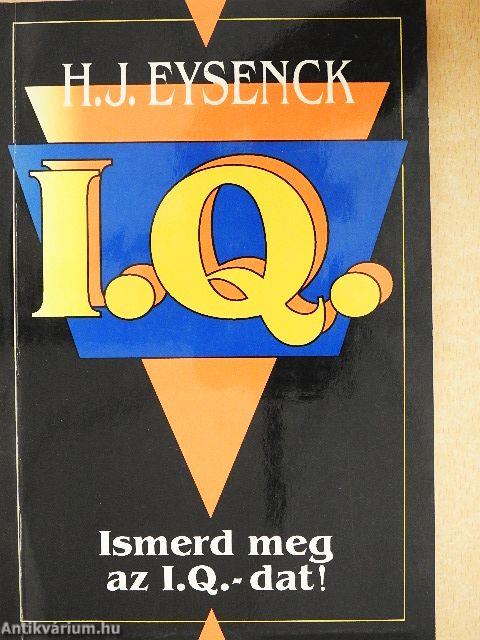 H.J. EYSENCK
I.Q.
Ismerd meg
az I.Q.-dat!
Antikvárium.hu